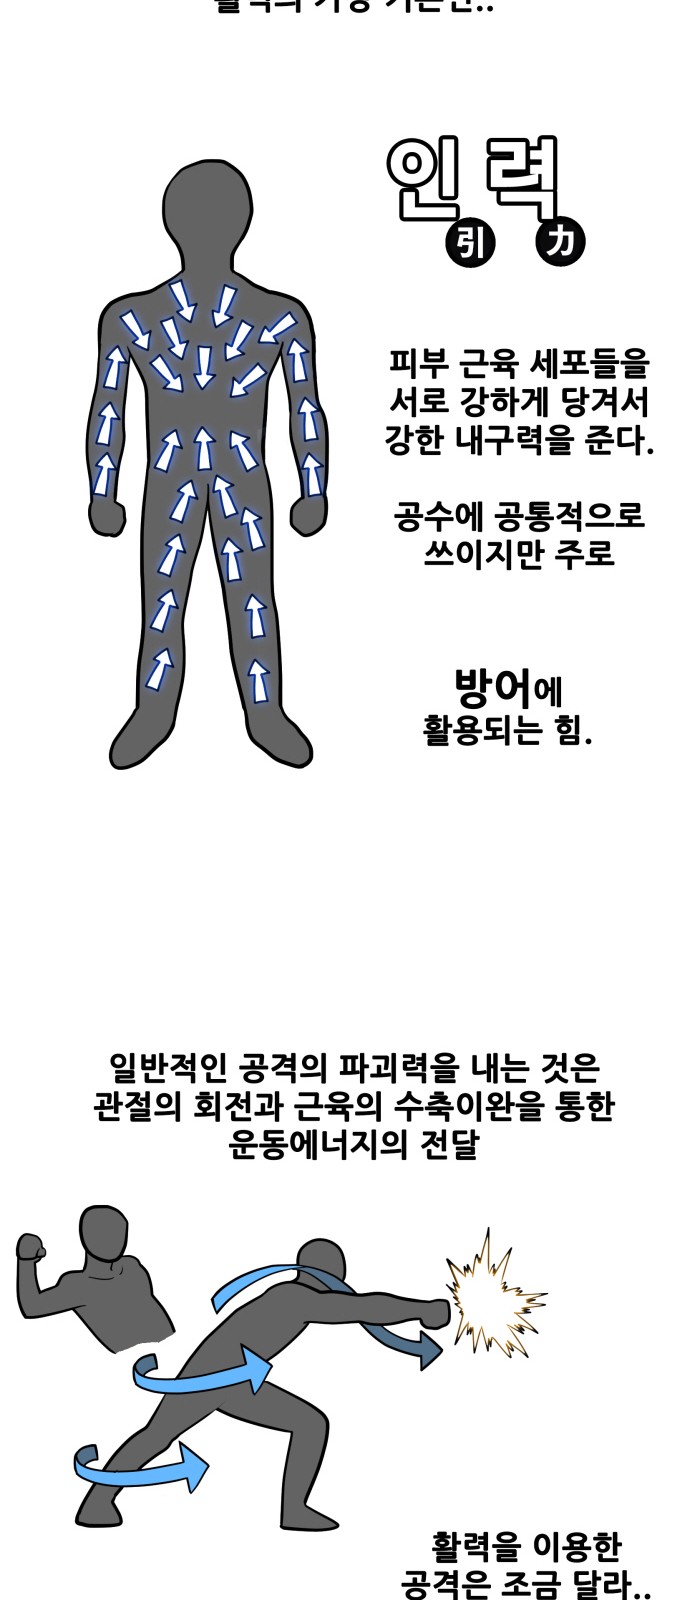 인력
引 力
피부 근육 세포들을
서로 강하게 당겨서
강한 내구력을 준다.
공수에 공통적으로
쓰이지만 주로
방어에
활용되는 힘.
일반적인 공격의 파괴력을 내는 것은
관절의 회전과 근육의 수축이완을 통한
운동에너지의 전달
활력을 이용한
공격은 조금 달라..